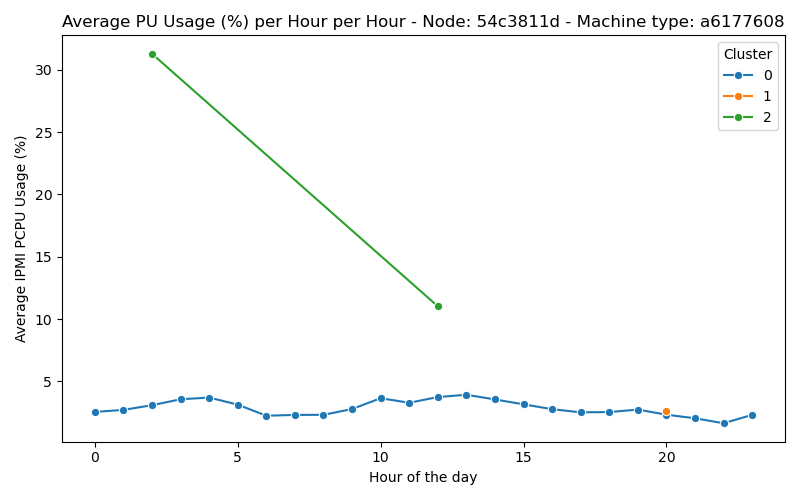 Average PU Usage (%) per Hour per Hour - Node: 54c3811d - Machine type: a6177608
Cluster
0
1
2
Average IPMI PCPU Usage (%)
30
25
20
15
10
5
0 5 10 15 20
Hour of the day